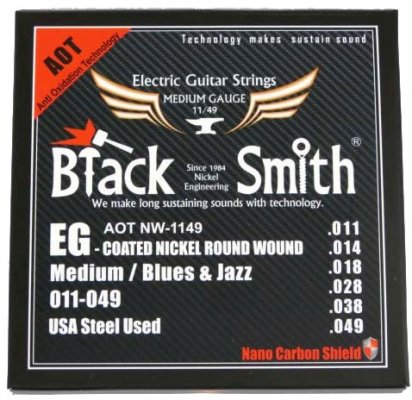 AOT
Anti Oxidation Technology
Technology makes sustain sound
Electric Guitar Strings
MEDIUM GAUGE
11/49
Black Smith®
Since 1984
Nickel
Engineering
We make long sustaining sounds with technology.
EG AOT NW-1149
- COATED NICKEL ROUND WOUND
Medium / Blues & Jazz
011-049
USA Steel Used
.011
.014
.018
.028
.038
.049
Nano Carbon Shield